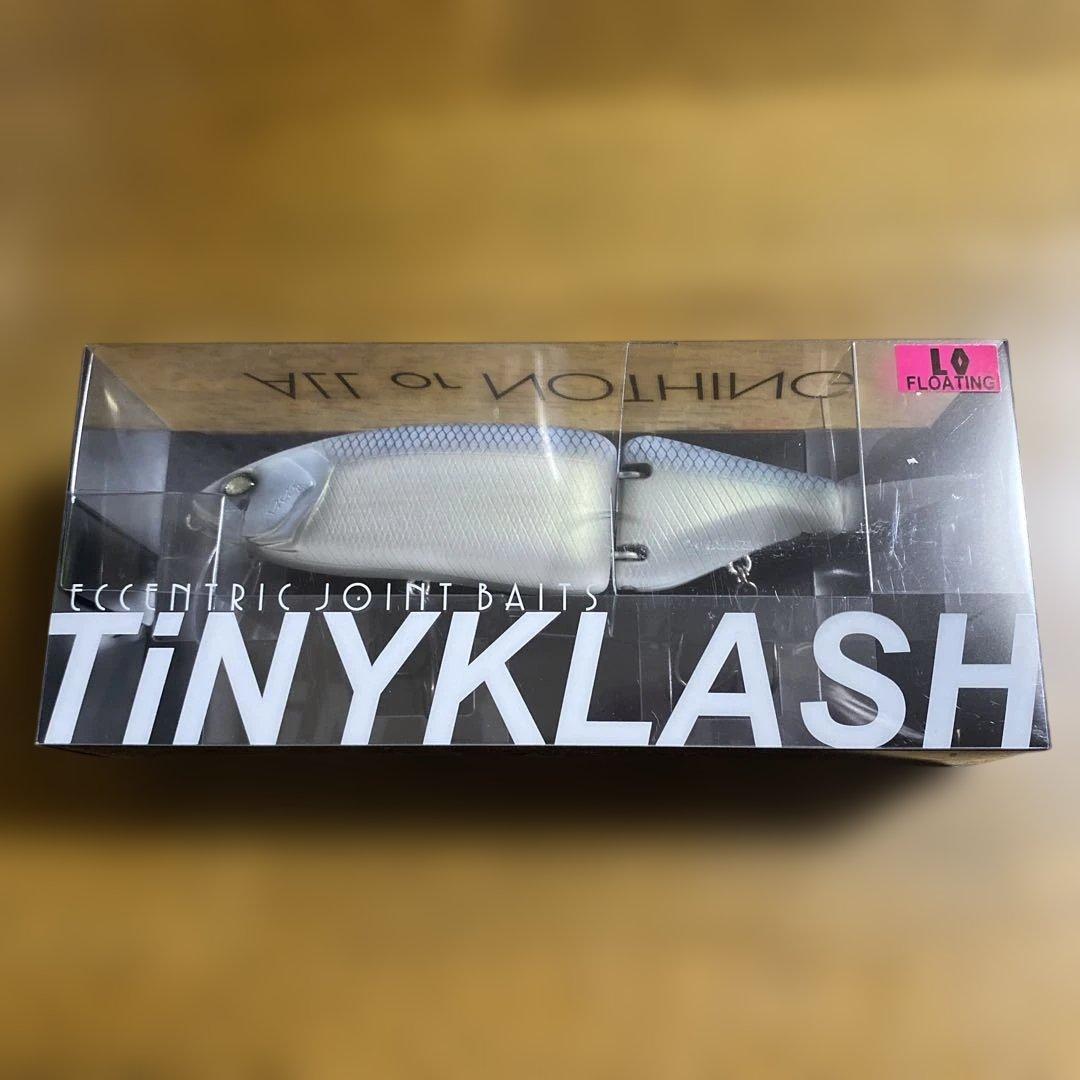 ALL or NOTHING
LO
FLOATING
ECCENTRIC JOINT BAITS
TiNYKLASH